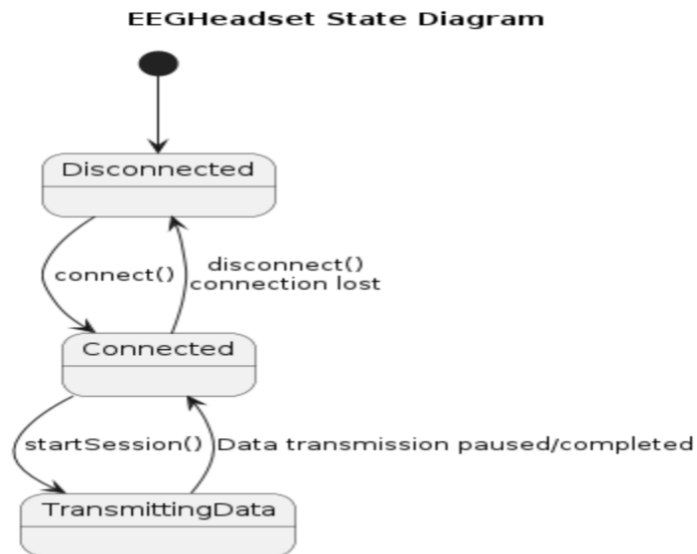 EEGHeadset State Diagram
Disconnected
connect()
disconnect()
connection lost
Connected
startSession()
Data transmission paused/completed
TransmittingData